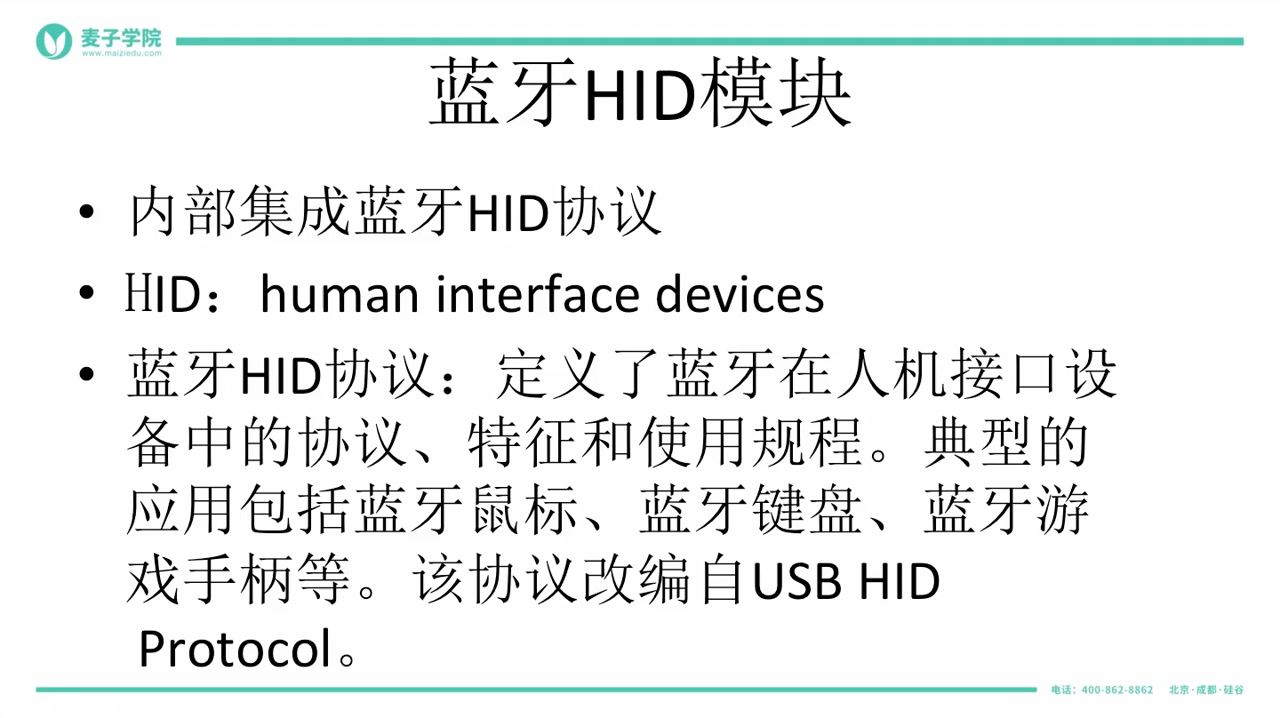 麦子学院
www.maiziedu.com
蓝牙HID模块
• 内部集成蓝牙HID协议
• HID：human interface devices
• 蓝牙HID协议：定义了蓝牙在人机接口设
备中的协议、特征和使用规程。典型的
应用包括蓝牙鼠标、蓝牙键盘、蓝牙游
戏手柄等。该协议改编自USB HID
Protocol。
电话：400-862-8862 北京·成都·硅谷